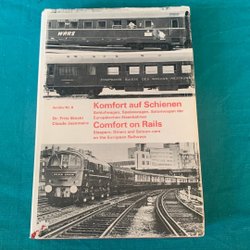 Komfort auf Schienen
Schlafwagen, Speisewagen, Salonwagen der
Europäischen Eisenbahnen
Comfort on Rails
Sleepers, Diners and Saloon-cars
on the European Railways
Dr. Fritz Stöckl
Claude Jeanmaire